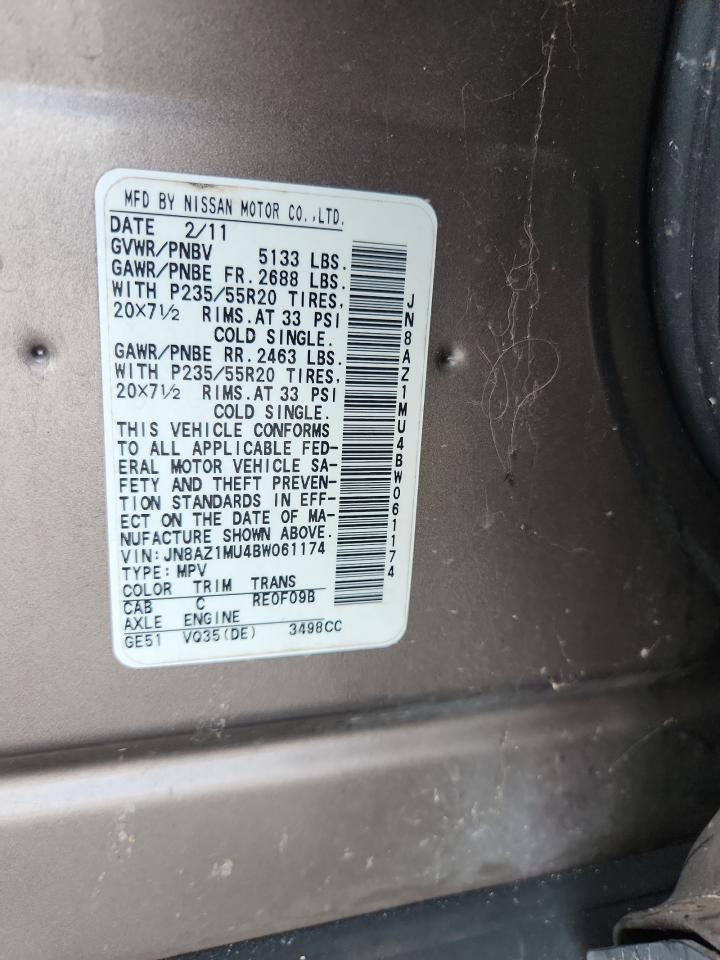 MFD BY NISSAN MOTOR CO.,LTD.
DATE 2/11
GVWR/PNBV 5133 LBS.
GAWR/PNBE FR. 2688 LBS.
WITH P235/55R20 TIRES,
20×7½ RIMS.AT 33 PSI
COLD SINGLE.
GAWR/PNBE RR. 2463 LBS.
WITH P235/55R20 TIRES,
20×7½ RIMS.AT 33 PSI
COLD SINGLE.
THIS VEHICLE CONFORMS
TO ALL APPLICABLE FED-
ERAL MOTOR VEHICLE SA-
FETY AND THEFT PREVEN-
TION STANDARDS IN EFF-
ECT ON THE DATE OF MA-
NUFACTURE SHOWN ABOVE.
VIN: JN8AZ1MU4BW061174
TYPE: MPV
COLOR TRIM TRANS
CAB C RE0F09B
AXLE ENGINE
GE51 VQ35(DE) 3498CC
JN8AZ1MU4BW061174